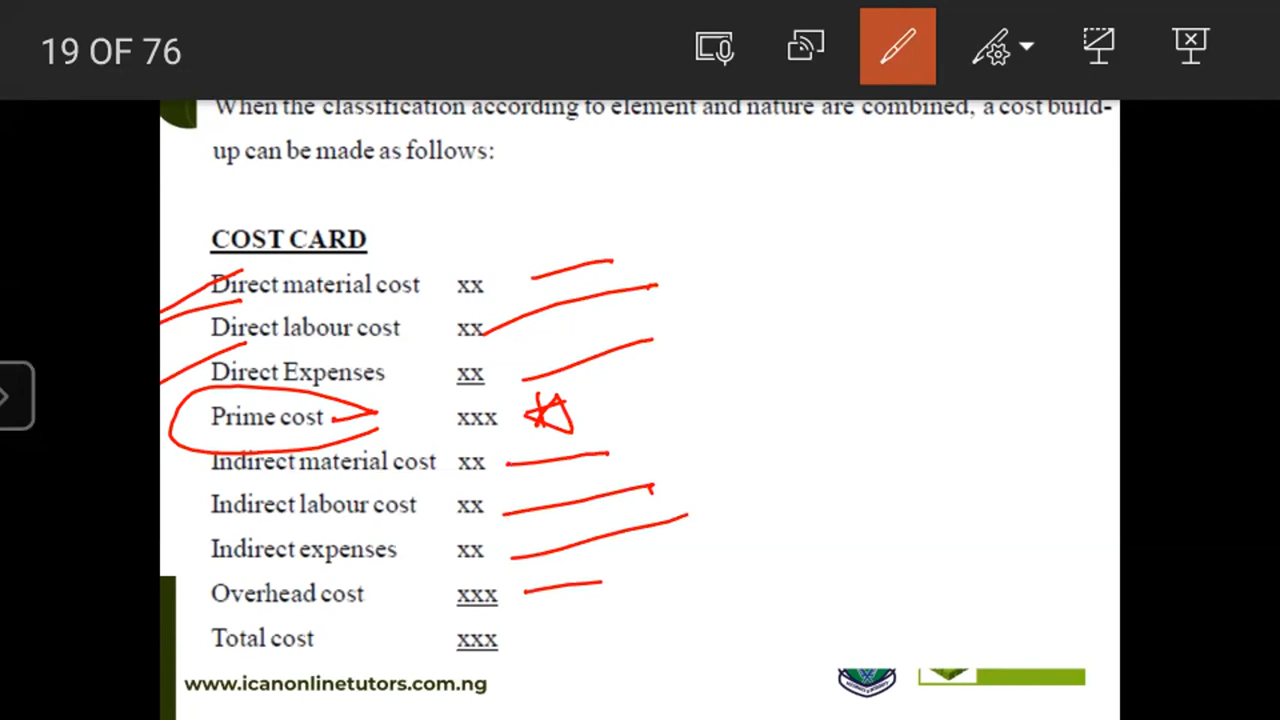 19 OF 76
When the classification according to element and nature are combined, a cost build-
up can be made as follows:
COST CARD
Direct material cost xx
Direct labour cost xx
Direct Expenses xx
Prime cost xxx
Indirect material cost xx
Indirect labour cost xx
Indirect expenses xx
Overhead cost xxx
Total cost xxx
www.icanonlinetutors.com.ng